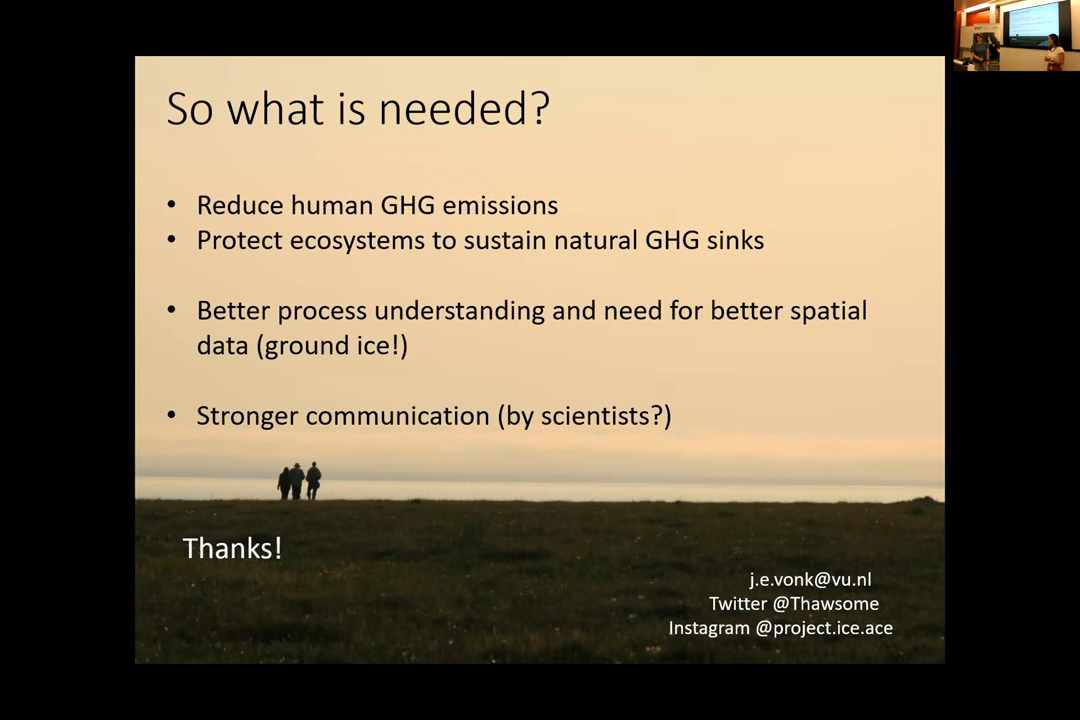 So what is needed?
• Reduce human GHG emissions
• Protect ecosystems to sustain natural GHG sinks
• Better process understanding and need for better spatial
data (ground ice!)
• Stronger communication (by scientists?)
Thanks!
j.e.vonk@vu.nl
Twitter @Thawsome
Instagram @project.ice.ace